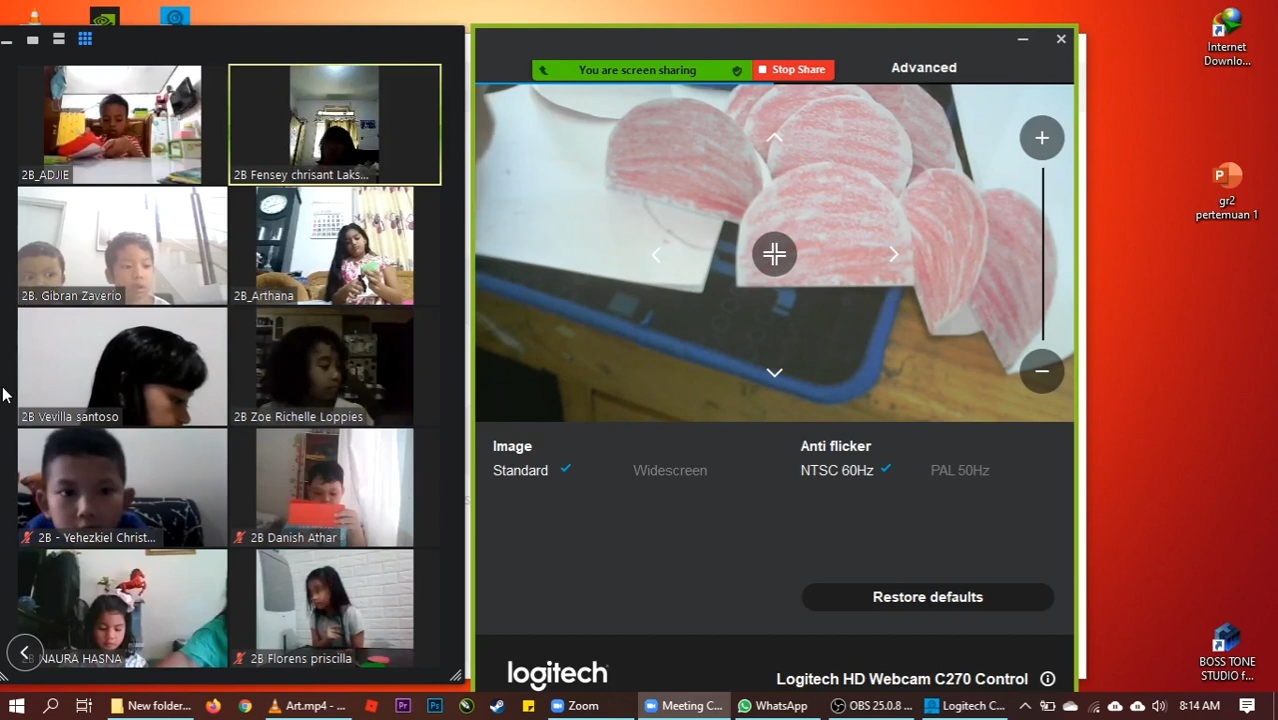 You are screen sharing
Stop Share
Advanced
2B_ADJIE
2B Fensey chrisant Laks...
2B. Gibran Zaverio
2B_Arthana
2B Vevilla santoso
2B Zoe Richelle Loppies
2B - Yehezkiel Christ...
2B Danish Athar
NAURA HASNA
2B Florens priscilla
Image
Standard
Widescreen
Anti flicker
NTSC 60Hz
PAL 50Hz
Restore defaults
logitech
Logitech HD Webcam C270 Control
Internet
Downlo...
gr2
pertemuan 1
BOSS TONE
STUDIO f...
New folder...
Art.mp4 - ...
Pr
Ps
Zoom
Meeting C...
WhatsApp
OBS 25.0.8 ...
Logitech C...
8:14 AM